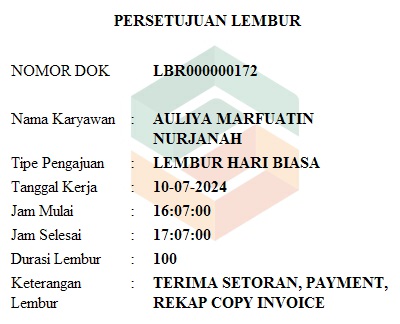 PERSETUJUAN LEMBUR
NOMOR DOK LBR000000172
Nama Karyawan : AULIYA MARFUATIN
NURJANAH
Tipe Pengajuan : LEMBUR HARI BIASA
Tanggal Kerja : 10-07-2024
Jam Mulai : 16:07:00
Jam Selesai : 17:07:00
Durasi Lembur : 100
Keterangan : TERIMA SETORAN, PAYMENT,
Lembur REKAP COPY INVOICE